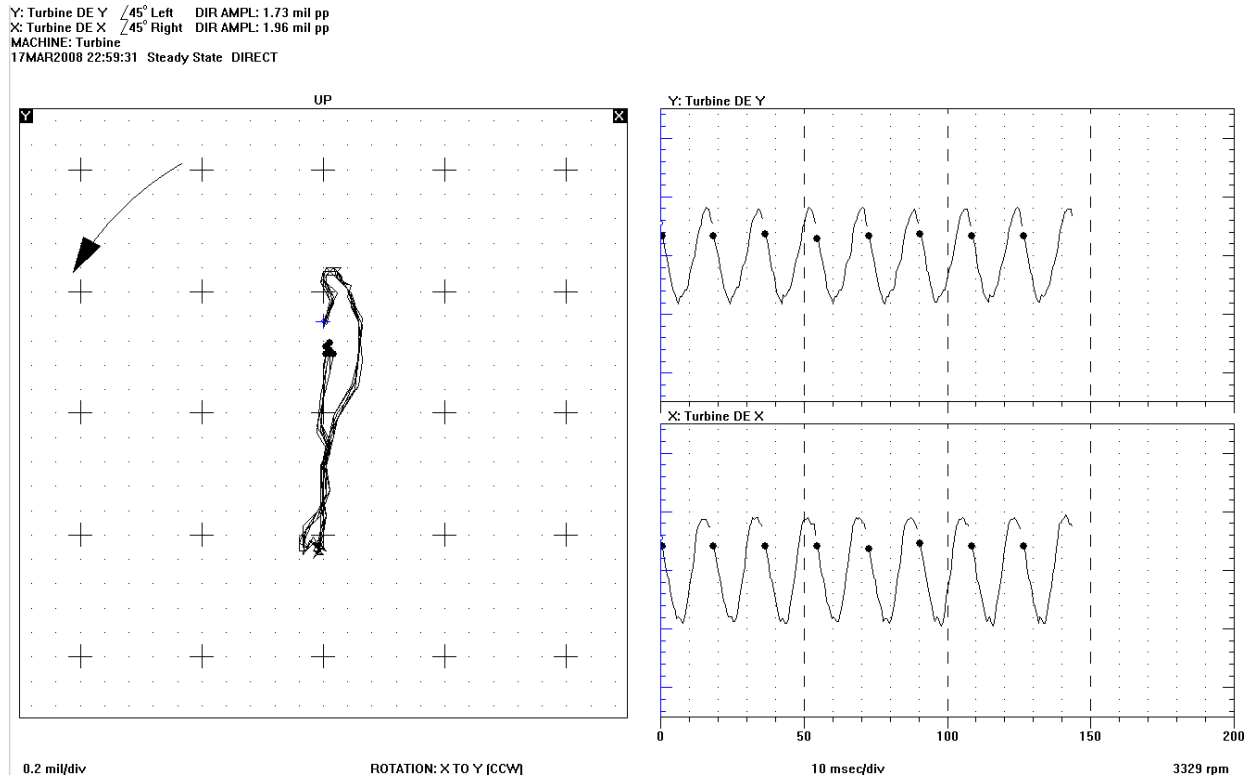 Y: Turbine DE Y ∠45° Left DIR AMPL: 1.73 mil pp
X: Turbine DE X ∠45° Right DIR AMPL: 1.96 mil pp
MACHINE: Turbine
17MAR2008 22:59:31 Steady State DIRECT
UP
Y
X
Y: Turbine DE Y
X: Turbine DE X
0 50 100 150 200
0.2 mil/div ROTATION: X TO Y (CCW) 10 msec/div 3329 rpm